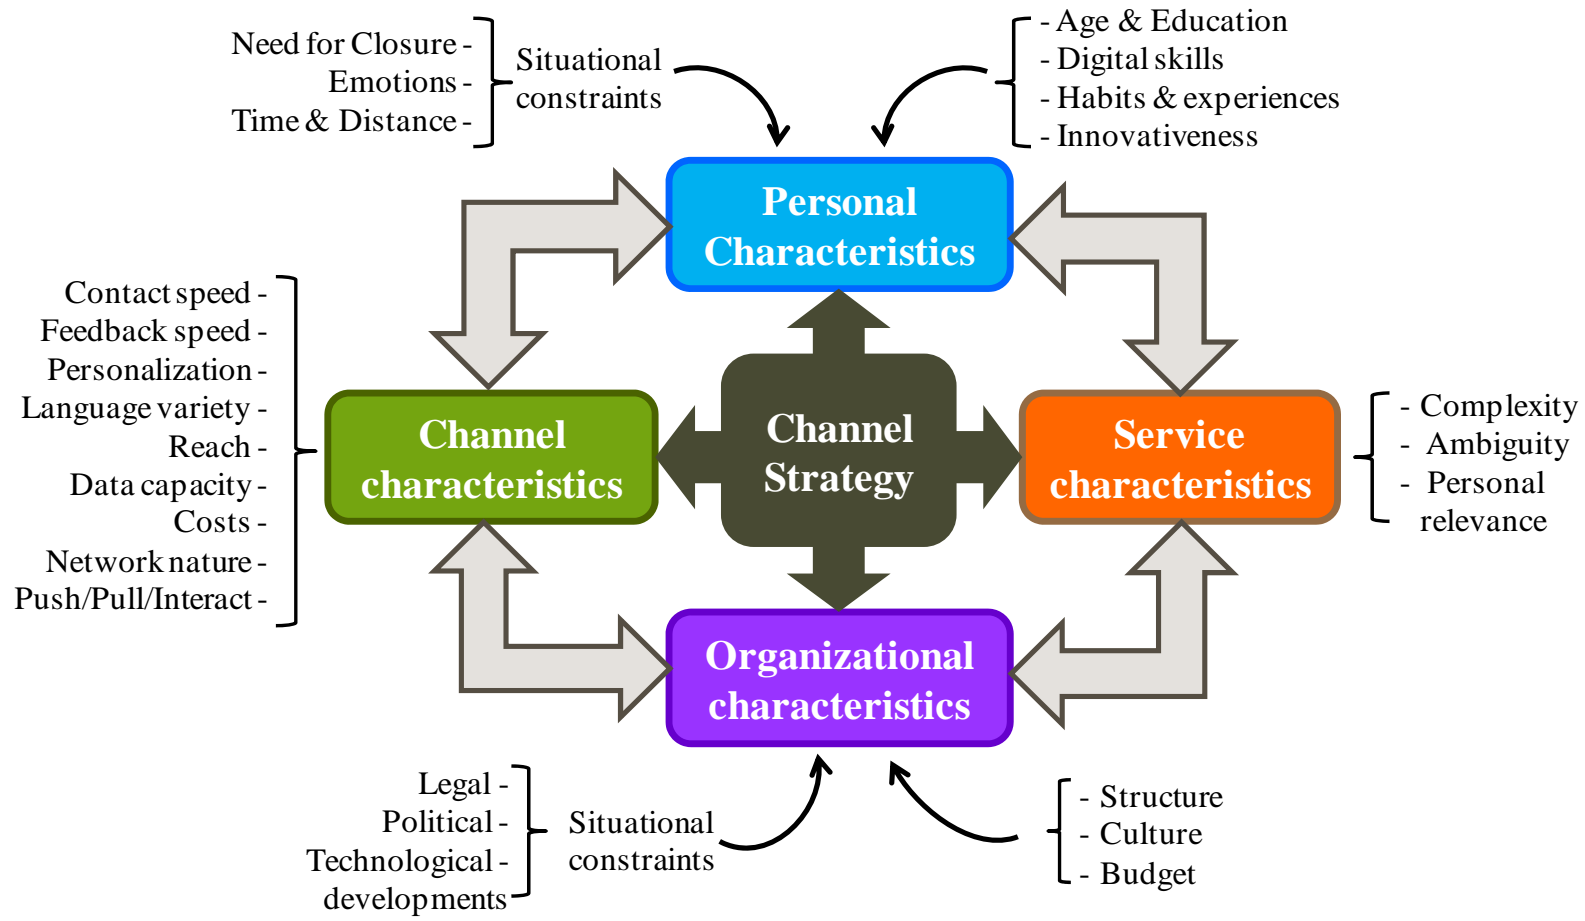 Need for Closure -
Emotions -
Time & Distance -
Situational
constraints
- Age & Education
- Digital skills
- Habits & experiences
- Innovativeness
Personal
Characteristics
Contact speed -
Feedback speed -
Personalization -
Language variety -
Reach -
Data capacity -
Costs -
Network nature -
Push/Pull/Interact -
Channel
characteristics
Channel
Strategy
Service
characteristics
- Complexity
- Ambiguity
- Personal
relevance
Organizational
characteristics
Legal -
Political -
Technological -
developments
Situational
constraints
- Structure
- Culture
- Budget